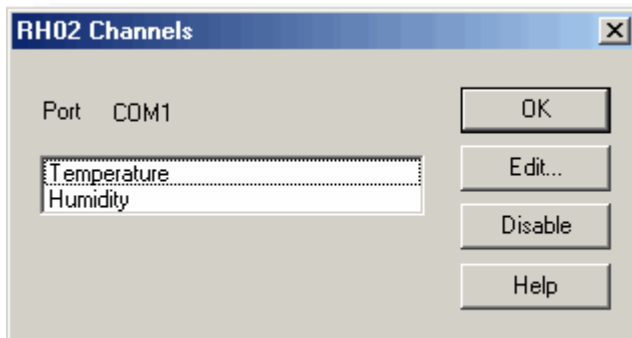 RH02 Channels
Port COM1
Temperature
Humidity
OK
Edit...
Disable
Help